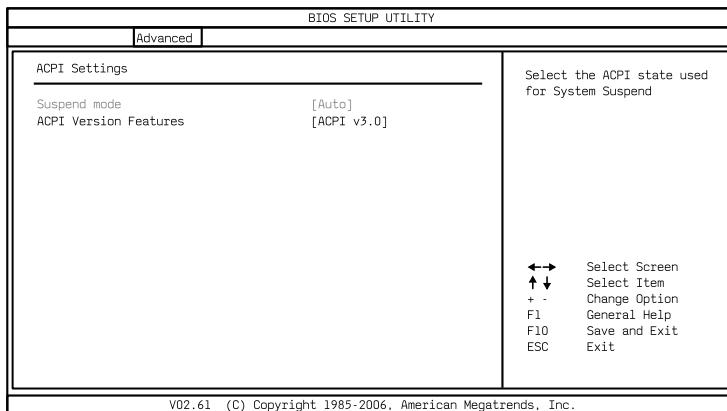 BIOS SETUP UTILITY
Advanced
ACPI Settings
Suspend mode [Auto]
ACPI Version Features [ACPI v3.0]
Select the ACPI state used
for System Suspend
←→ Select Screen
↑↓ Select Item
+ - Change Option
F1 General Help
F10 Save and Exit
ESC Exit
V02.61 (C) Copyright 1985-2006, American Megatrends, Inc.